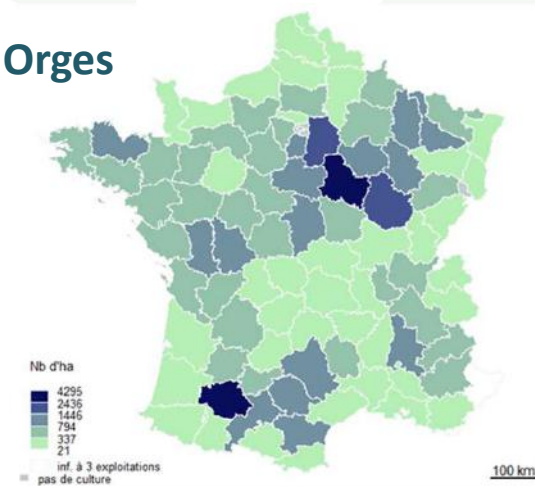 Orges
Nb d'ha
4295
2436
1446
794
337
21
inf. à 3 exploitations
pas de culture
100 km